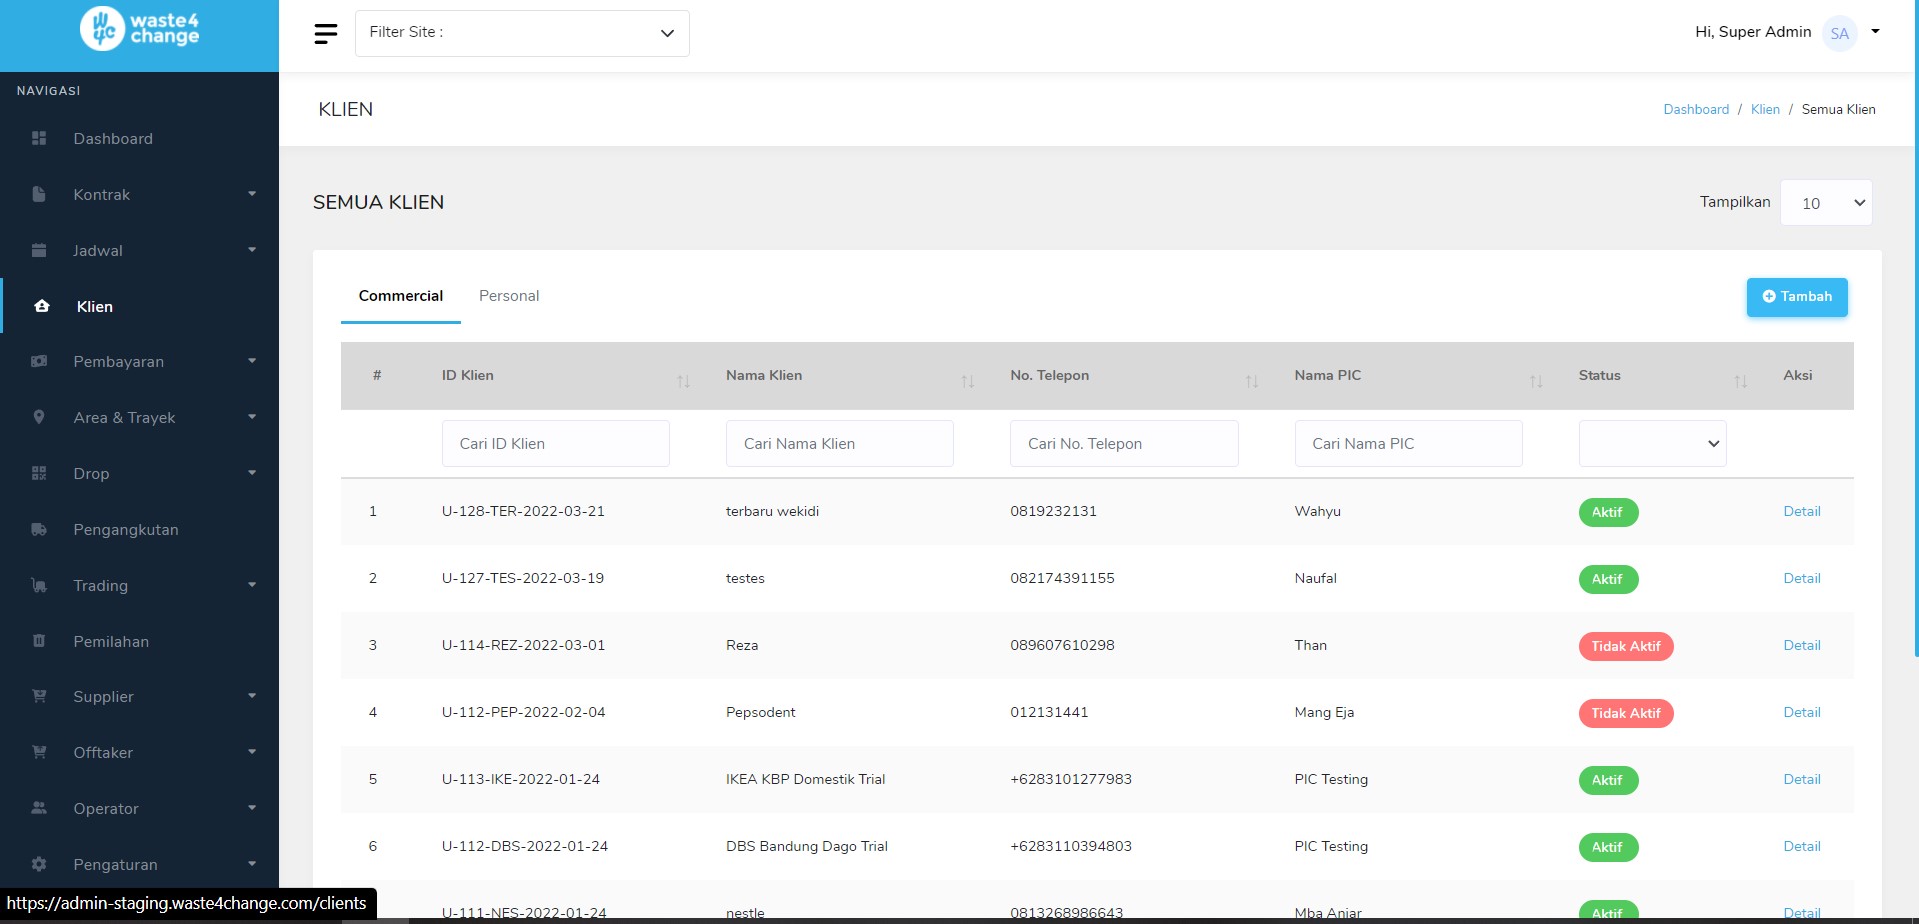 waste4
change
Filter Site :
Hi, Super Admin
SA
NAVIGASI
Dashboard
Kontrak
Jadwal
Klien
Pembayaran
Area & Trayek
Drop
Pengangkutan
Trading
Pemilahan
Supplier
Offtaker
Operator
Pengaturan
KLIEN
Dashboard / Klien / Semua Klien
SEMUA KLIEN
Tampilkan 10
Commercial Personal
Tambah
# ID Klien Nama Klien No. Telepon Nama PIC Status Aksi
Cari ID Klien Cari Nama Klien Cari No. Telepon Cari Nama PIC
1 U-128-TER-2022-03-21 terbaru wekidi 0819232131 Wahyu Aktif Detail
2 U-127-TES-2022-03-19 testes 082174391155 Naufal Aktif Detail
3 U-114-REZ-2022-03-01 Reza 089607610298 Than Tidak Aktif Detail
4 U-112-PEP-2022-02-04 Pepsodent 012131441 Mang Eja Tidak Aktif Detail
5 U-113-IKE-2022-01-24 IKEA KBP Domestik Trial +6283101277983 PIC Testing Aktif Detail
6 U-112-DBS-2022-01-24 DBS Bandung Dago Trial +6283110394803 PIC Testing Aktif Detail
U-111-NES-2022-01-24 nestle 0813268986643 Mba Anjar Aktif Detail
https://admin-staging.waste4change.com/clients